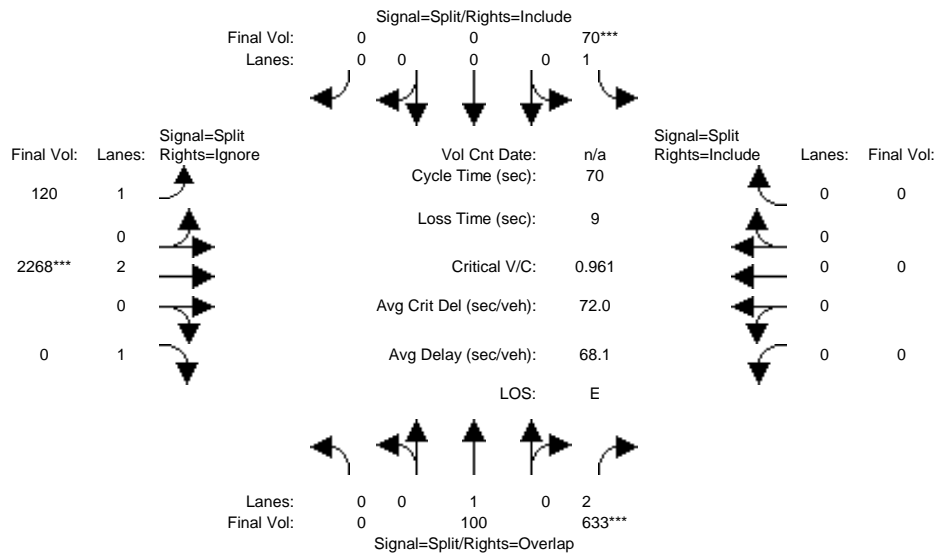 Signal=Split/Rights=Include
Final Vol: 0 0 70***
Lanes: 0 0 0 0 1
Signal=Split
Final Vol: Lanes: Rights=Ignore
Vol Cnt Date: n/a
Signal=Split
Rights=Include Lanes: Final Vol:
Cycle Time (sec): 70
120 1
0 0
Loss Time (sec): 9
0
0
2268*** 2
Critical V/C: 0.961
0 0
0
Avg Crit Del (sec/veh): 72.0
0
0 1
Avg Delay (sec/veh): 68.1
0 0
LOS: E
Lanes: 0 0 1 0 2
Final Vol: 0 100 633***
Signal=Split/Rights=Overlap